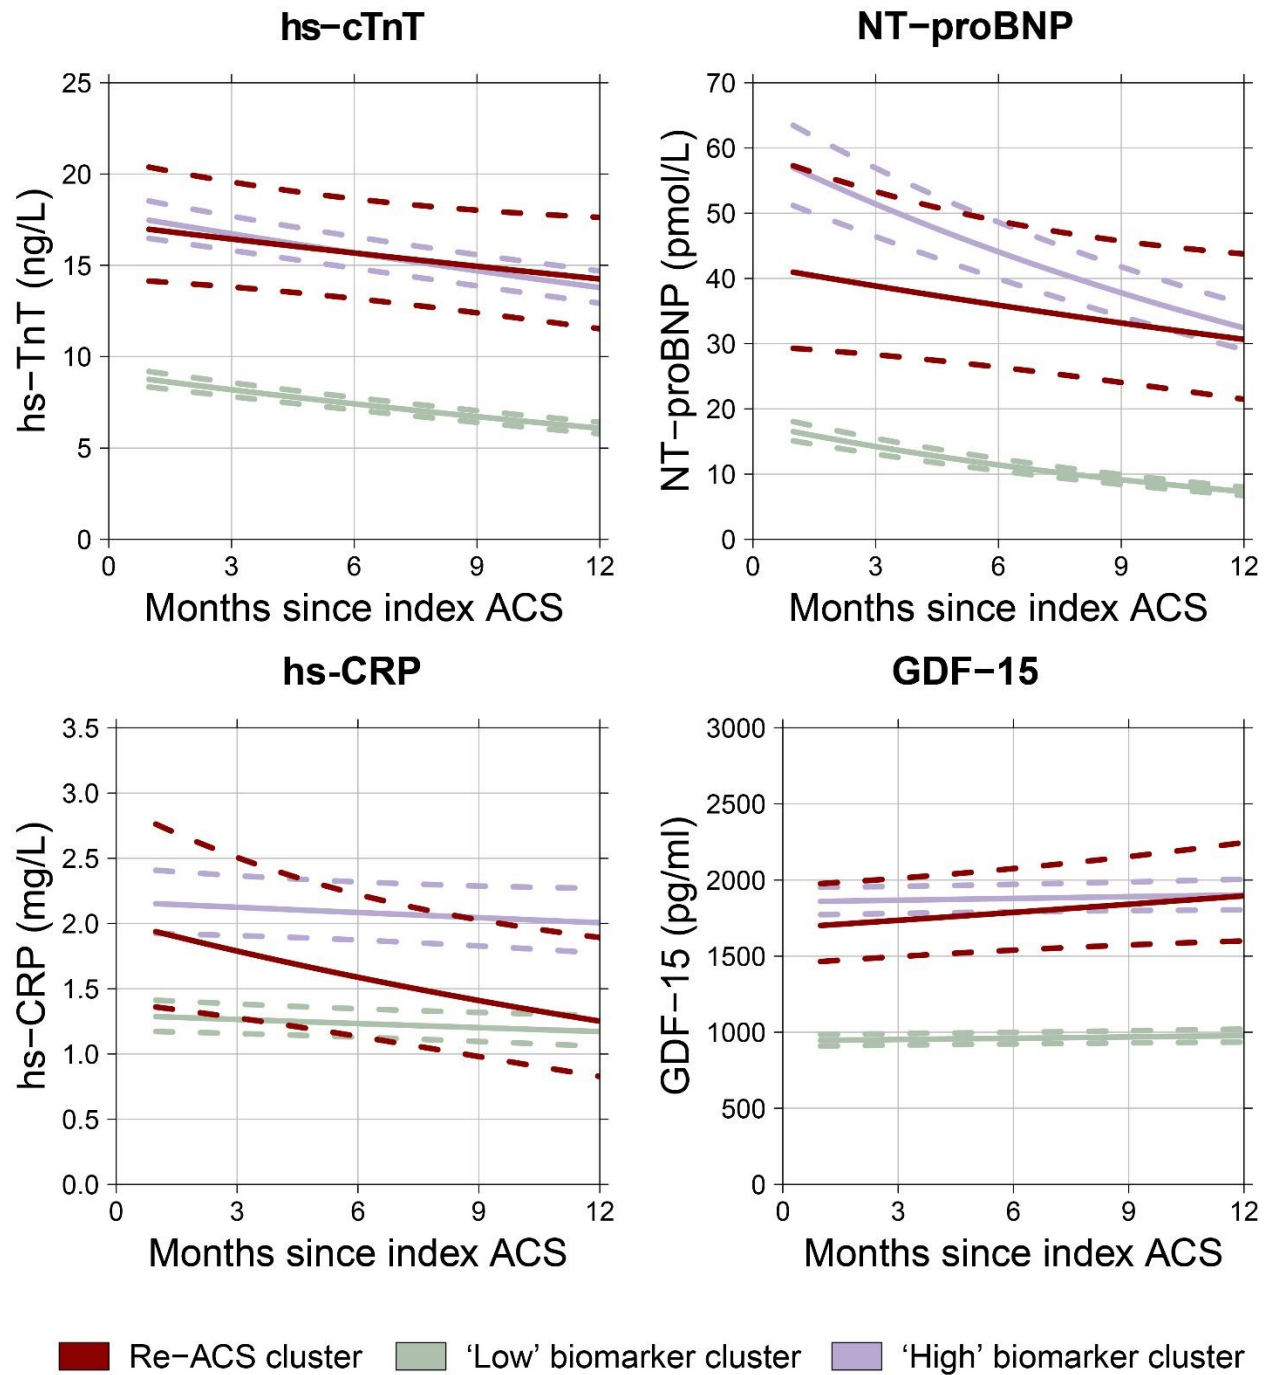 hs−cTnT
NT−proBNP
hs−TnT (ng/L)
25
20
15
10
5
0
0 3 6 9 12
Months since index ACS
NT−proBNP (pmol/L)
70
60
50
40
30
20
10
0
0 3 6 9 12
Months since index ACS
hs-CRP
GDF−15
hs−CRP (mg/L)
3.5
3.0
2.5
2.0
1.5
1.0
0.5
0.0
0 3 6 9 12
Months since index ACS
GDF−15 (pg/ml)
3000
2500
2000
1500
1000
500
0
0 3 6 9 12
Months since index ACS
Re−ACS cluster ‘Low’ biomarker cluster ‘High’ biomarker cluster